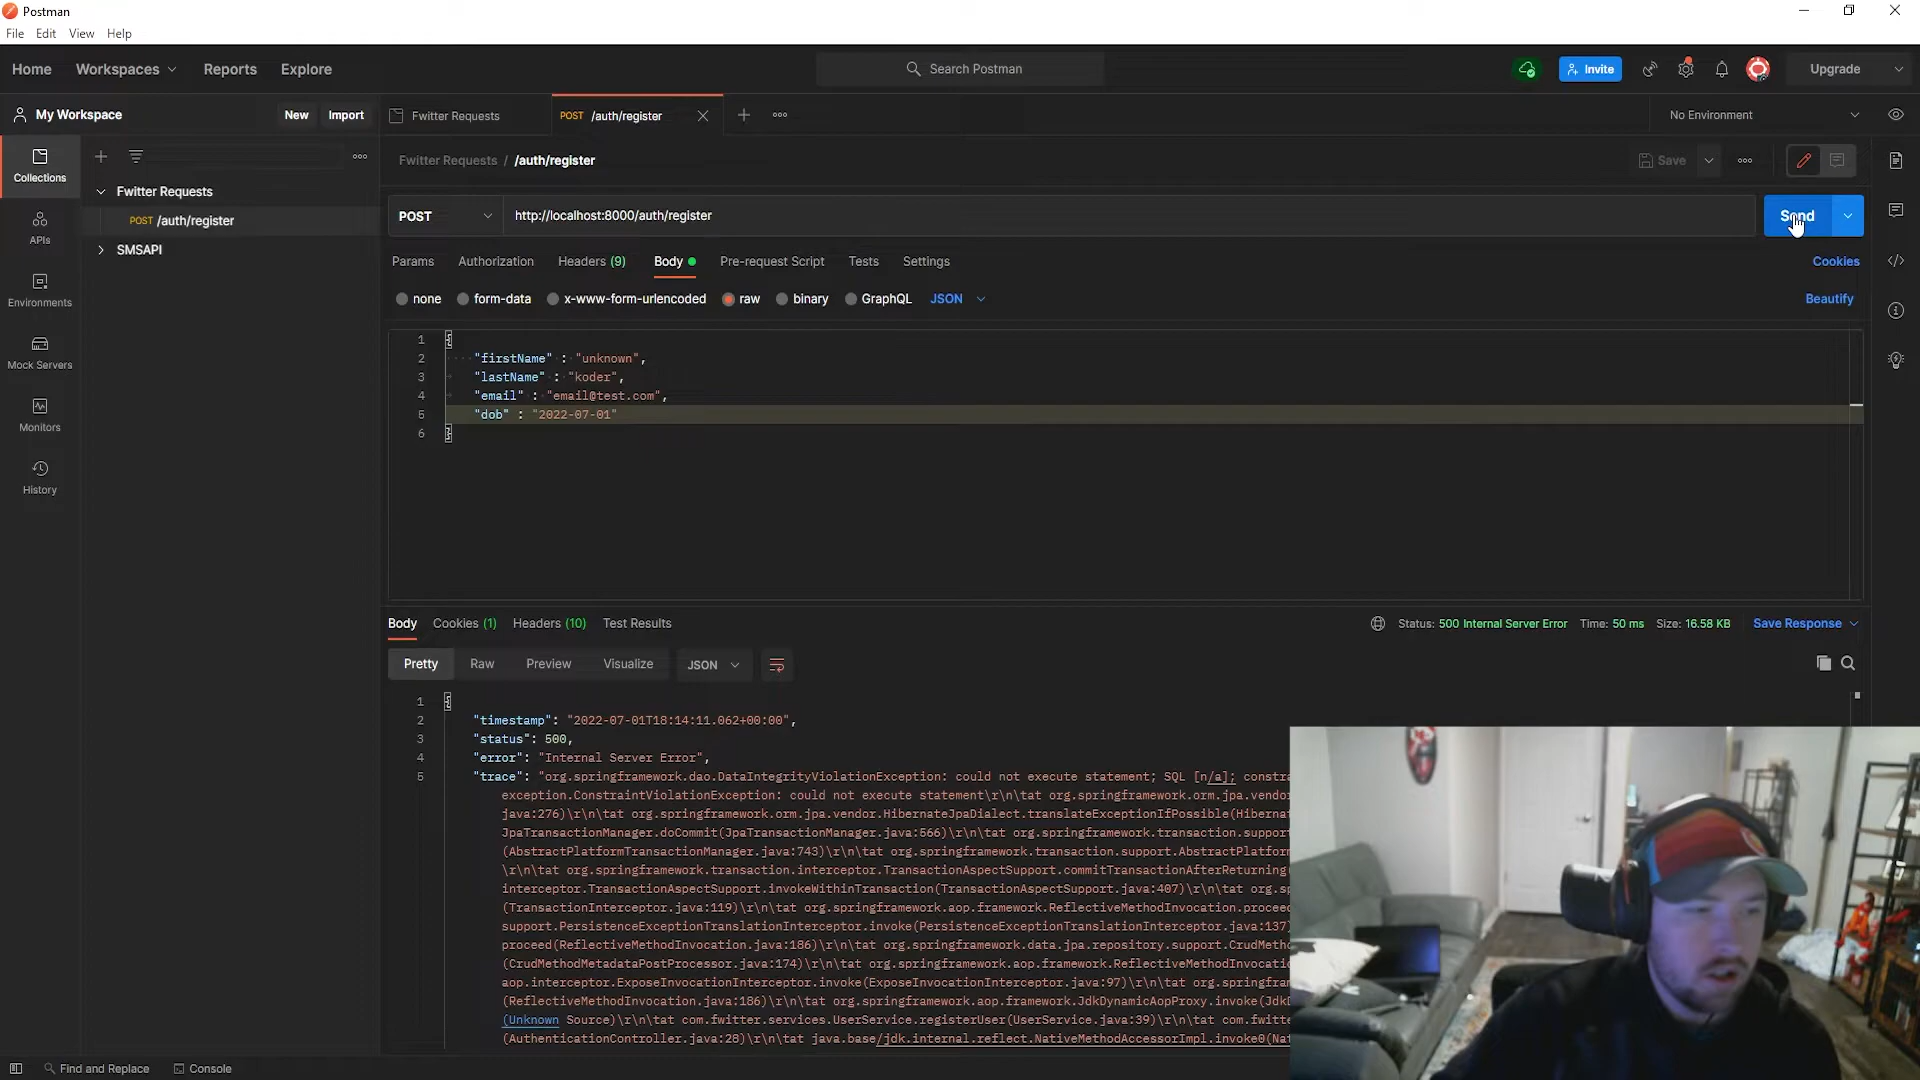 Postman
File Edit View Help
Home Workspaces Reports Explore Search Postman Invite Upgrade
My Workspace New Import Fwitter Requests POST /auth/register No Environment
Collections
APIs
Environments
Mock Servers
Monitors
History
Fwitter Requests
POST /auth/register
SMSAPI
Fwitter Requests / /auth/register Save
POST http://localhost:8000/auth/register Send
Params Authorization Headers (9) Body Pre-request Script Tests Settings Cookies
none form-data x-www-form-urlencoded raw binary GraphQL JSON Beautify
1 {
2 "firstName" : "unknown",
3 "lastName" : "koder",
4 "email" : "email@test.com",
5 "dob" : "2022-07-01"
6 }
Body Cookies (1) Headers (10) Test Results Status: 500 Internal Server Error Time: 50 ms Size: 16.58 KB Save Response
Pretty Raw Preview Visualize JSON
1 {
2 "timestamp": "2022-07-01T18:14:11.062+00:00",
3 "status": 500,
4 "error": "Internal Server Error",
5 "trace": "org.springframework.dao.DataIntegrityViolationException: could not execute statement; SQL [n/a]; constra
exception.ConstraintViolationException: could not execute statement\r\n\tat org.springframework.orm.jpa.vendor
java:276)\r\n\tat org.springframework.orm.jpa.vendor.HibernateJpaDialect.translateExceptionIfPossible(Hibernat
JpaTransactionManager.doCommit(JpaTransactionManager.java:566)\r\n\tat org.springframework.transaction.support
(AbstractPlatformTransactionManager.java:743)\r\n\tat org.springframework.transaction.support.AbstractPlatform
\r\n\tat org.springframework.transaction.interceptor.TransactionAspectSupport.commitTransactionAfterReturning(
interceptor.TransactionAspectSupport.invokeWithinTransaction(TransactionAspectSupport.java:407)\r\n\tat org.sp
(TransactionInterceptor.java:119)\r\n\tat org.springframework.aop.framework.ReflectiveMethodInvocation.proceed
support.PersistenceExceptionTranslationInterceptor.invoke(PersistenceExceptionTranslationInterceptor.java:137)
proceed(ReflectiveMethodInvocation.java:186)\r\n\tat org.springframework.data.jpa.repository.support.CrudMetho
(CrudMethodMetadataPostProcessor.java:174)\r\n\tat org.springframework.aop.framework.ReflectiveMethodInvocatio
aop.interceptor.ExposeInvocationInterceptor.invoke(ExposeInvocationInterceptor.java:97)\r\n\tat org.springfram
(ReflectiveMethodInvocation.java:186)\r\n\tat org.springframework.aop.framework.JdkDynamicAopProxy.invoke(JdkD
(Unknown Source)\r\n\tat com.fwitter.services.UserService.registerUser(UserService.java:39)\r\n\tat com.fwitte
(AuthenticationController.java:28)\r\n\tat java.base/jdk.internal.reflect.NativeMethodAccessorImpl.invoke0(Nat
Find and Replace Console